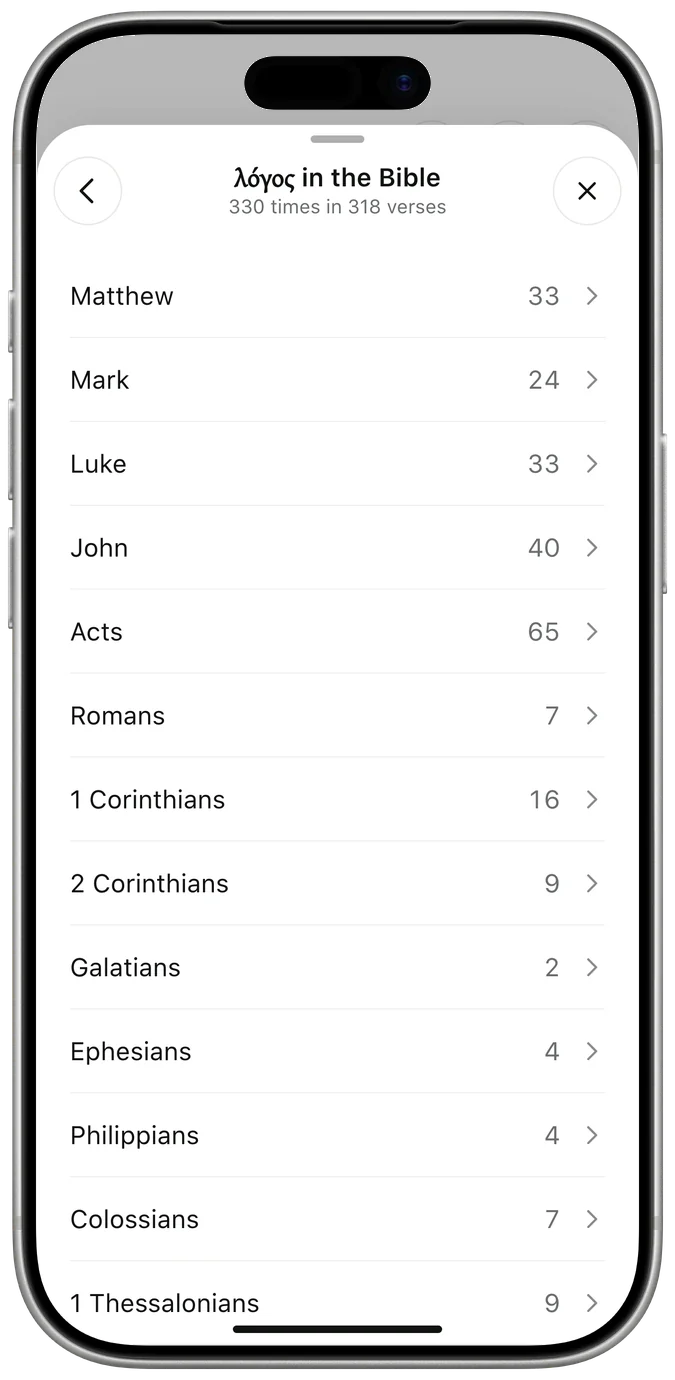 λόγος in the Bible
330 times in 318 verses
Matthew 33
Mark 24
Luke 33
John 40
Acts 65
Romans 7
1 Corinthians 16
2 Corinthians 9
Galatians 2
Ephesians 4
Philippians 4
Colossians 7
1 Thessalonians 9